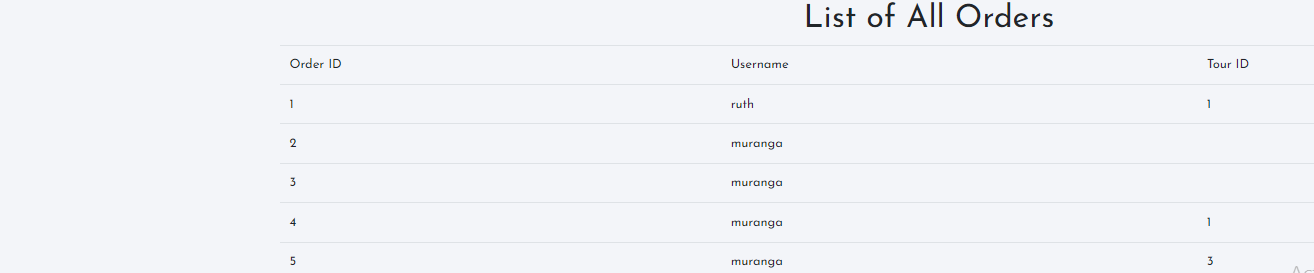 List of All Orders
Order ID Username Tour ID
1 ruth 1
2 muranga
3 muranga
4 muranga 1
5 muranga 3